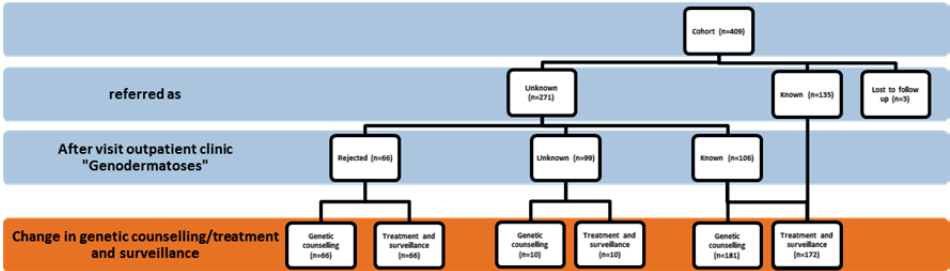 Cohort (n=409)
referred as
Unknown
(n=271)
Known (n=135)
Lost to follow
up (n=3)
After visit outpatient clinic
"Genodermatoses"
Rejected (n=66)
Unknown (n=99)
Known (n=106)
Change in genetic counselling/treatment
and surveillance
Genetic
counselling
(n=66)
Treatment and
surveillance
(n=66)
Genetic
counselling
(n=10)
Treatment and
surveillance
(n=10)
Genetic
counselling
(n=181)
Treatment and
surveillance
(n=172)